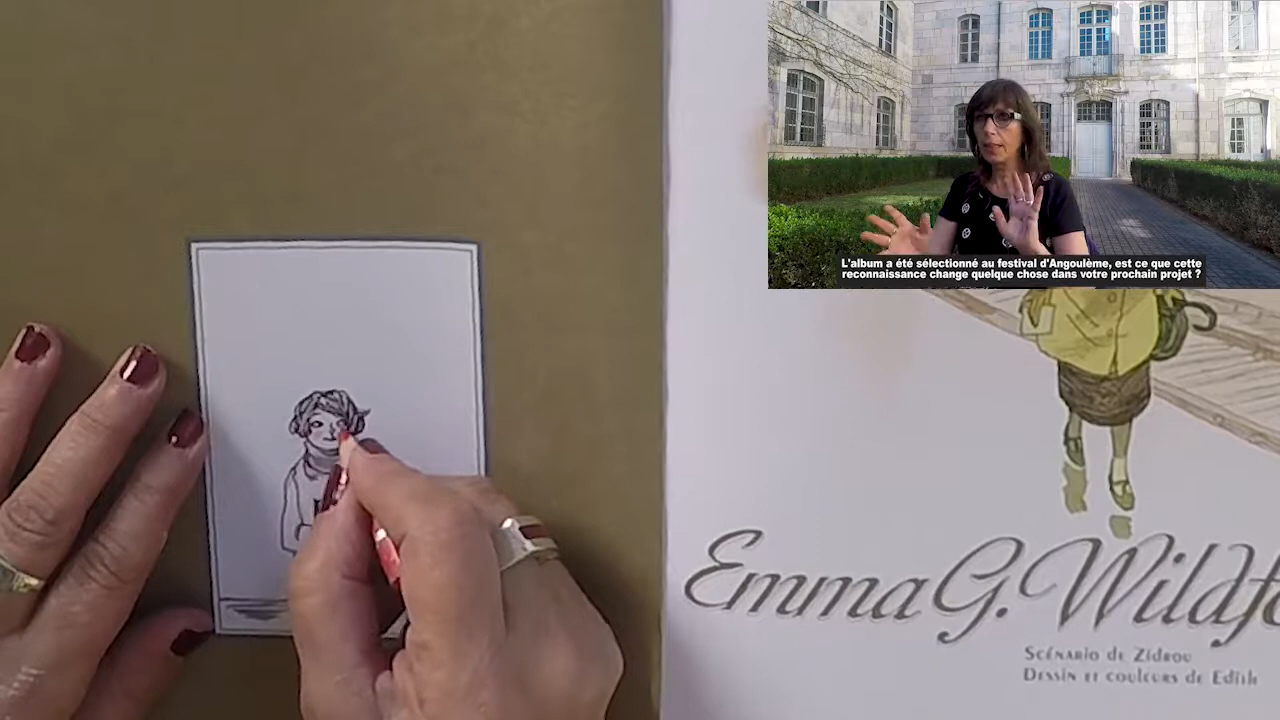 L'album a été sélectionné au festival d'Angoulême, est ce que cette
reconnaissance change quelque chose dans votre prochain projet ?
Emma G. Wildf
Scénario de Zidrou
Dessin et couleurs de Edith